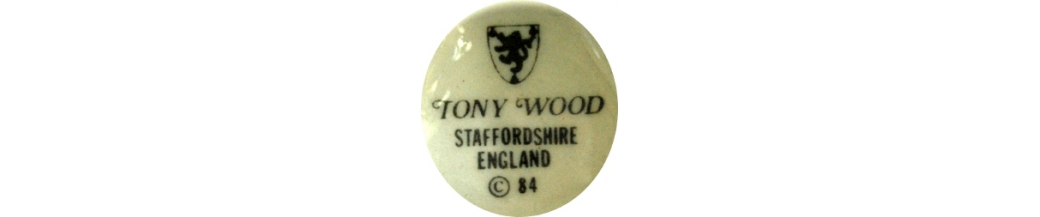 TONY WOOD
STAFFORDSHIRE
ENGLAND
© 84